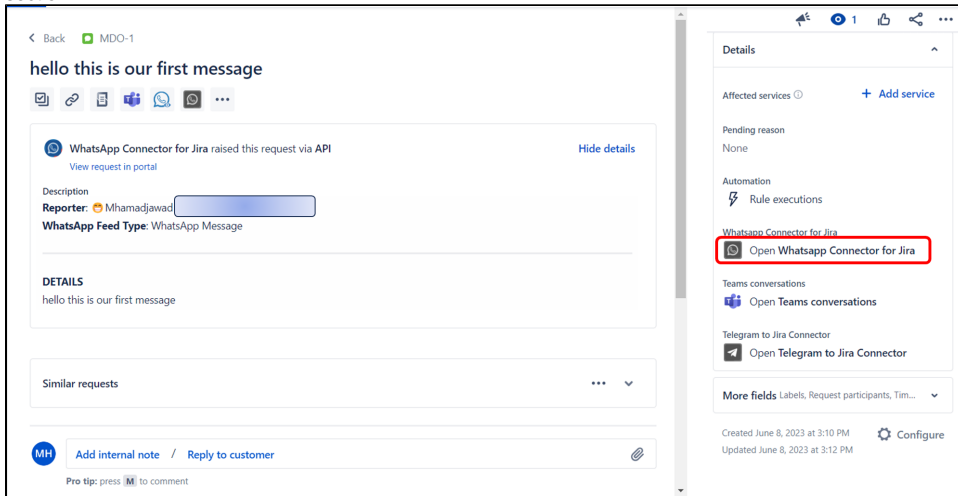 Back MDO-1
hello this is our first message
WhatsApp Connector for Jira raised this request via API
Hide details
View request in portal
Description
Reporter: Mhamadjawad
WhatsApp Feed Type: WhatsApp Message
DETAILS
hello this is our first message
Similar requests
MH
Add internal note / Reply to customer
Pro tip: press M to comment
1
Details
Affected services
+ Add service
Pending reason
None
Automation
Rule executions
Whatsapp Connector for Jira
Open Whatsapp Connector for Jira
Teams conversations
Open Teams conversations
Telegram to Jira Connector
Open Telegram to Jira Connector
More fields Labels, Request participants, Tim...
Created June 8, 2023 at 3:10 PM
Configure
Updated June 8, 2023 at 3:12 PM